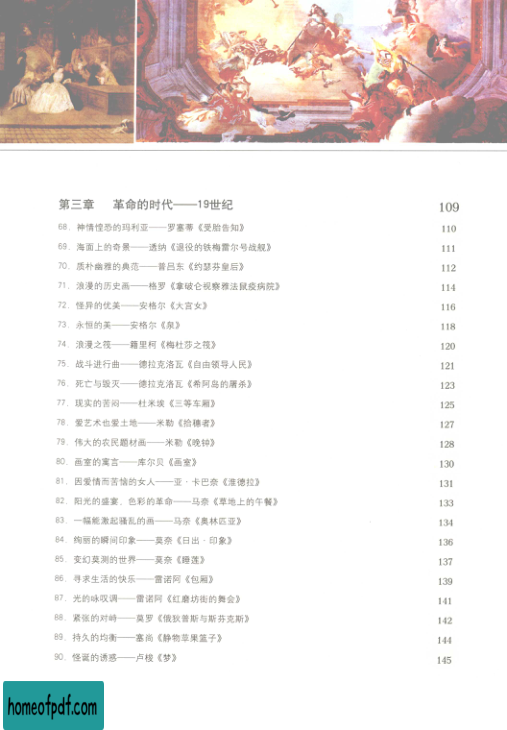 第三章 革命的时代——19世纪 109
68. 神情惶恐的玛利亚——罗塞蒂《受胎告知》 110
69. 海面上的奇景——透纳《退役的铁梅雷尔号战舰》 111
70. 质朴幽雅的典范——普吕东《约瑟芬皇后》 112
71. 浪漫的历史画——格罗《拿破仑视察雅法鼠疫病院》 114
72. 怪异的优美——安格尔《大宫女》 116
73. 永恒的美——安格尔《泉》 118
74. 浪漫之筏——籍里柯《梅杜莎之筏》 120
75. 战斗进行曲——德拉克洛瓦《自由领导人民》 121
76. 死亡与毁灭——德拉克洛瓦《希阿岛的屠杀》 123
77. 现实的苦闷——杜米埃《三等车厢》 125
78. 爱艺术也爱土地——米勒《拾穗者》 127
79. 伟大的农民题材画——米勒《晚钟》 128
80. 画室的寓言——库尔贝《画室》 130
81. 因爱情而苦恼的女人——亚·卡巴奈《淮德拉》 131
82. 阳光的盛宴、色彩的革命——马奈《草地上的午餐》 133
83. 一幅能激起骚乱的画——马奈《奥林匹亚》 134
84. 绚丽的瞬间印象——莫奈《日出·印象》 136
85. 变幻莫测的世界——莫奈《睡莲》 137
86. 寻求生活的快乐——雷诺阿《包厢》 139
87. 光的咏叹调——雷诺阿《红磨坊街的舞会》 141
88. 紧张的对峙——莫罗《俄狄普斯与斯芬克斯》 142
89. 持久的均衡——塞尚《静物苹果篮子》 144
90. 怪诞的诱惑——卢梭《梦》 145
homeofpdf.com